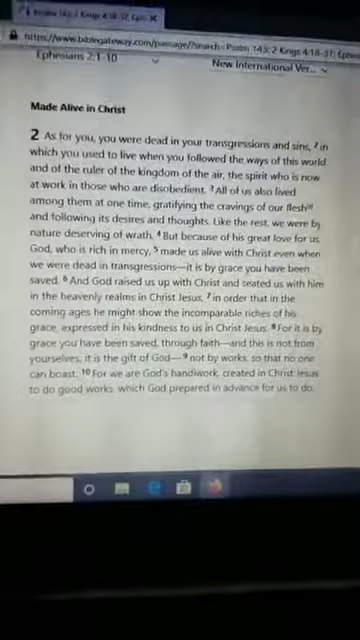 Psalm 143; 2 Kings 4:18-37; Eph
https://www.biblegateway.com/passage/?search=Psalm 143; 2 Kings 4:18-37; Ephe
Ephesians 2:1-10
New International Ver...
Made Alive in Christ
2 As for you, you were dead in your transgressions and sins, 2 in
which you used to live when you followed the ways of this world
and of the ruler of the kingdom of the air, the spirit who is now
at work in those who are disobedient. 3 All of us also lived
among them at one time, gratifying the cravings of our flesh[a]
and following its desires and thoughts. Like the rest, we were by
nature deserving of wrath. 4 But because of his great love for us,
God, who is rich in mercy, 5 made us alive with Christ even when
we were dead in transgressions—it is by grace you have been
saved. 6 And God raised us up with Christ and seated us with him
in the heavenly realms in Christ Jesus, 7 in order that in the
coming ages he might show the incomparable riches of his
grace, expressed in his kindness to us in Christ Jesus. 8 For it is by
grace you have been saved, through faith—and this is not from
yourselves, it is the gift of God— 9 not by works, so that no one
can boast. 10 For we are God's handiwork, created in Christ Jesus
to do good works, which God prepared in advance for us to do.